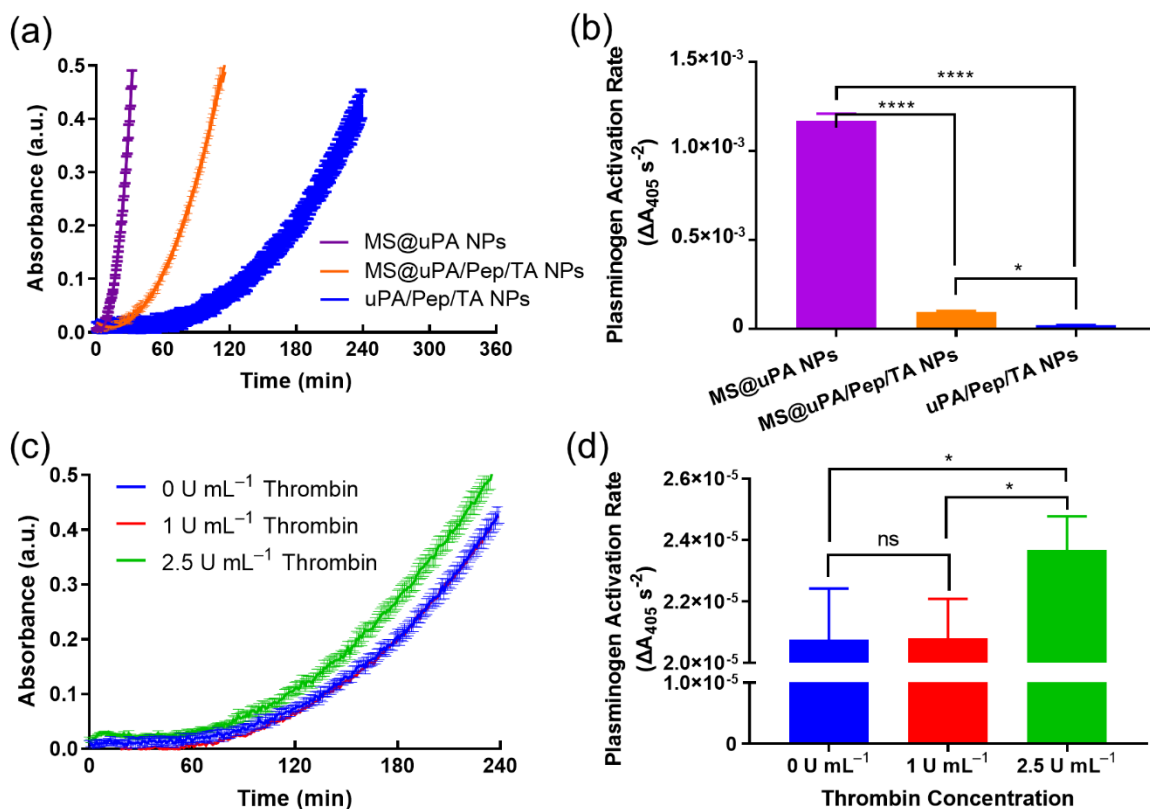 (a)
Absorbance (a.u.)
0.5
0.4
0.3
0.2
0.1
0.0
0 60 120 180 240 300 360
Time (min)
MS@uPA NPs
MS@uPA/Pep/TA NPs
uPA/Pep/TA NPs
(b)
Plasminogen Activation Rate
(ΔA₄₀₅ s⁻²)
1.5×10⁻³
1.0×10⁻³
0.5×10⁻³
0
****
****
*
MS@uPA NPs
MS@uPA/Pep/TA NPs
uPA/Pep/TA NPs
(c)
Absorbance (a.u.)
0.5
0.4
0.3
0.2
0.1
0.0
0 60 120 180 240
Time (min)
0 U mL⁻¹ Thrombin
1 U mL⁻¹ Thrombin
2.5 U mL⁻¹ Thrombin
(d)
Plasminogen Activation Rate
(ΔA₄₀₅ s⁻²)
2.6×10⁻⁵
2.4×10⁻⁵
2.2×10⁻⁵
2.0×10⁻⁵
1.0×10⁻⁵
0
*
*
ns
0 U mL⁻¹ 1 U mL⁻¹ 2.5 U mL⁻¹
Thrombin Concentration